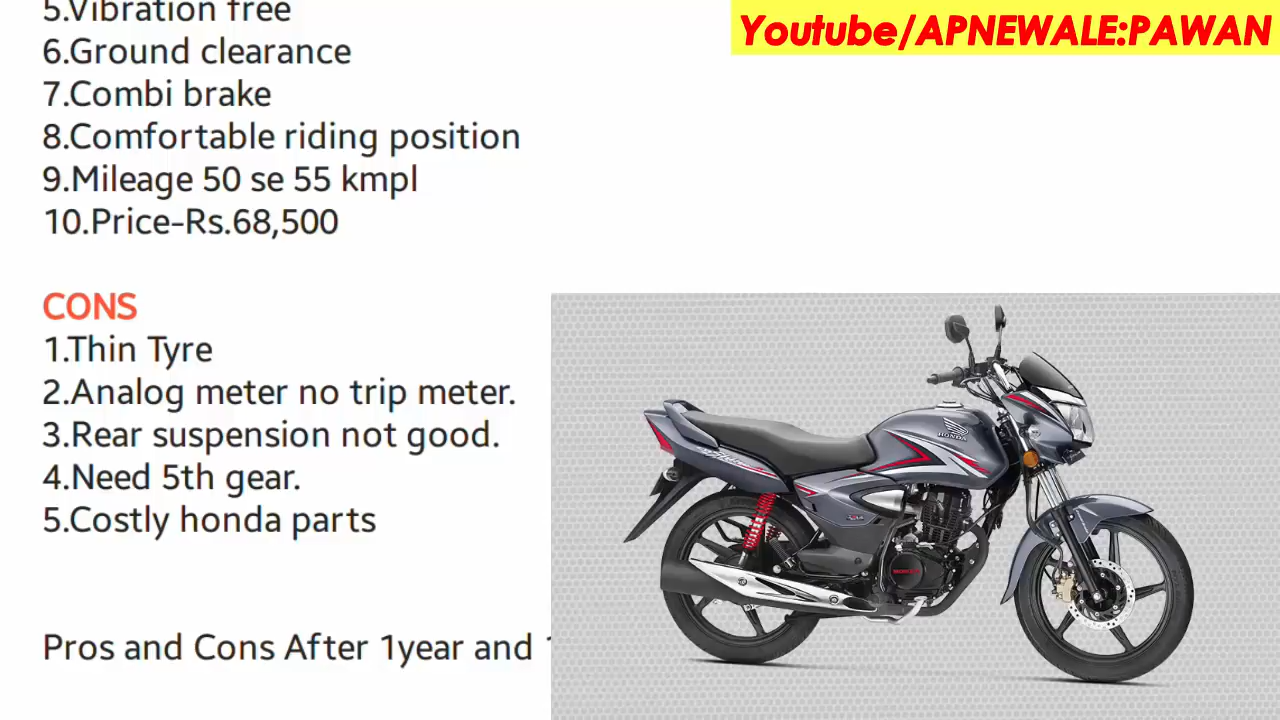 5.Vibration free
Youtube/APNEWALE:PAWAN
6.Ground clearance
7.Combi brake
8.Comfortable riding position
9.Mileage 50 se 55 kmpl
10.Price-Rs.68,500
CONS
1.Thin Tyre
2.Analog meter no trip meter.
3.Rear suspension not good.
4.Need 5th gear.
5.Costly honda parts
Pros and Cons After 1year and
HONDA